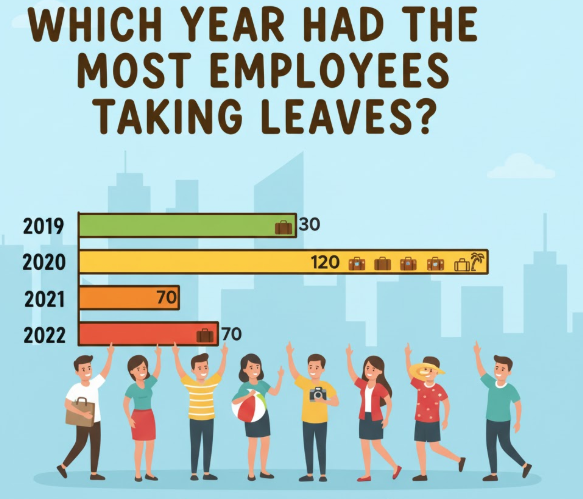 WHICH YEAR HAD THE
MOST EMPLOYEES
TAKING LEAVES?
2019 30
2020 120
2021 70
2022 70